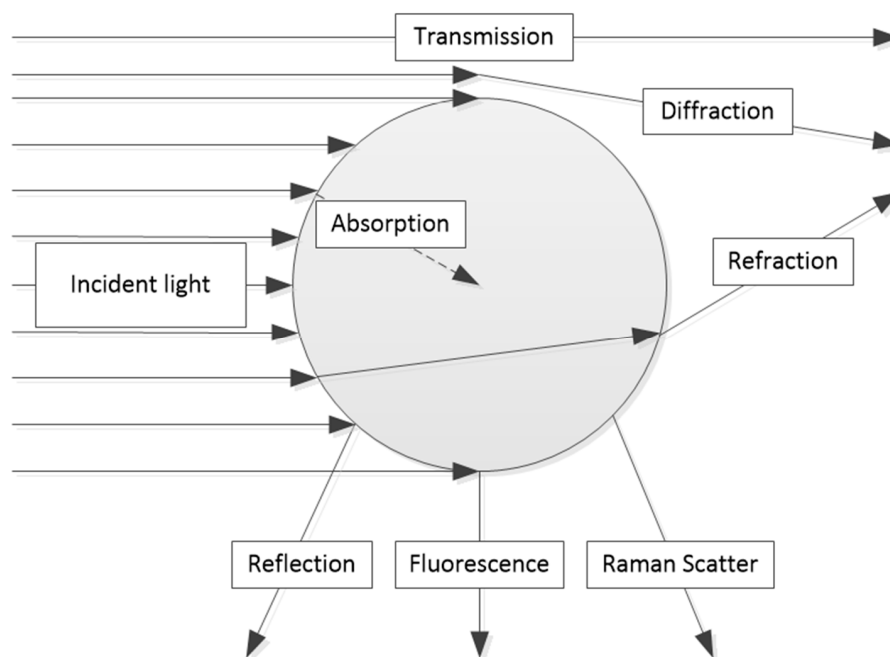 Transmission
Diffraction
Absorption
Refraction
Incident light
Reflection
Fluorescence
Raman Scatter